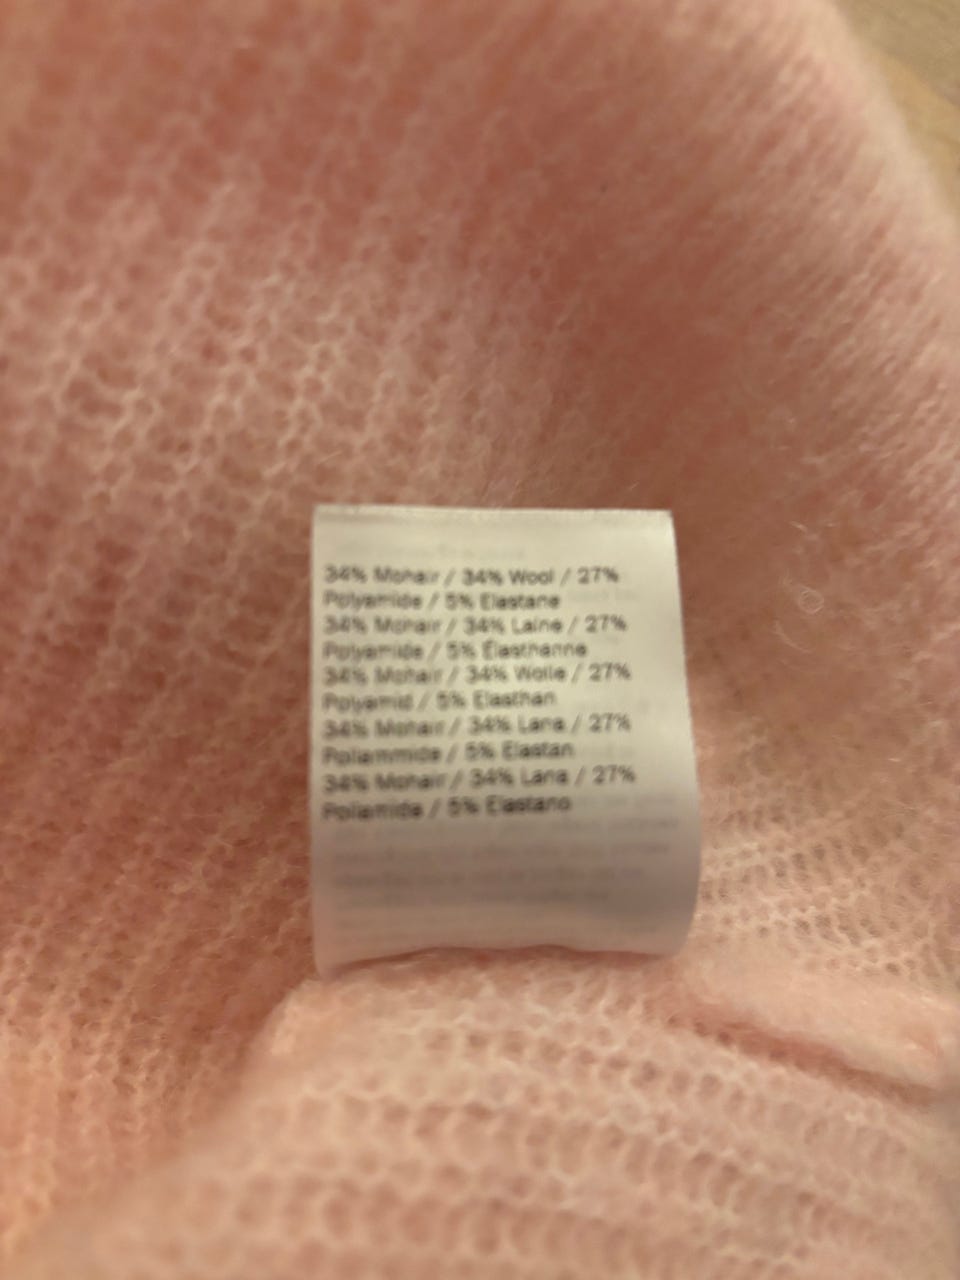 34% Mohair / 34% Wool / 27%
Polyamide / 5% Elastane
34% Mohair / 34% Laine / 27%
Polyamide / 5% Élasthanne
34% Mohair / 34% Wolle / 27%
Polyamid / 5% Elasthan
34% Mohair / 34% Lana / 27%
Poliammide / 5% Elastan
34% Mohair / 34% Lana / 27%
Poliamida / 5% Elastano